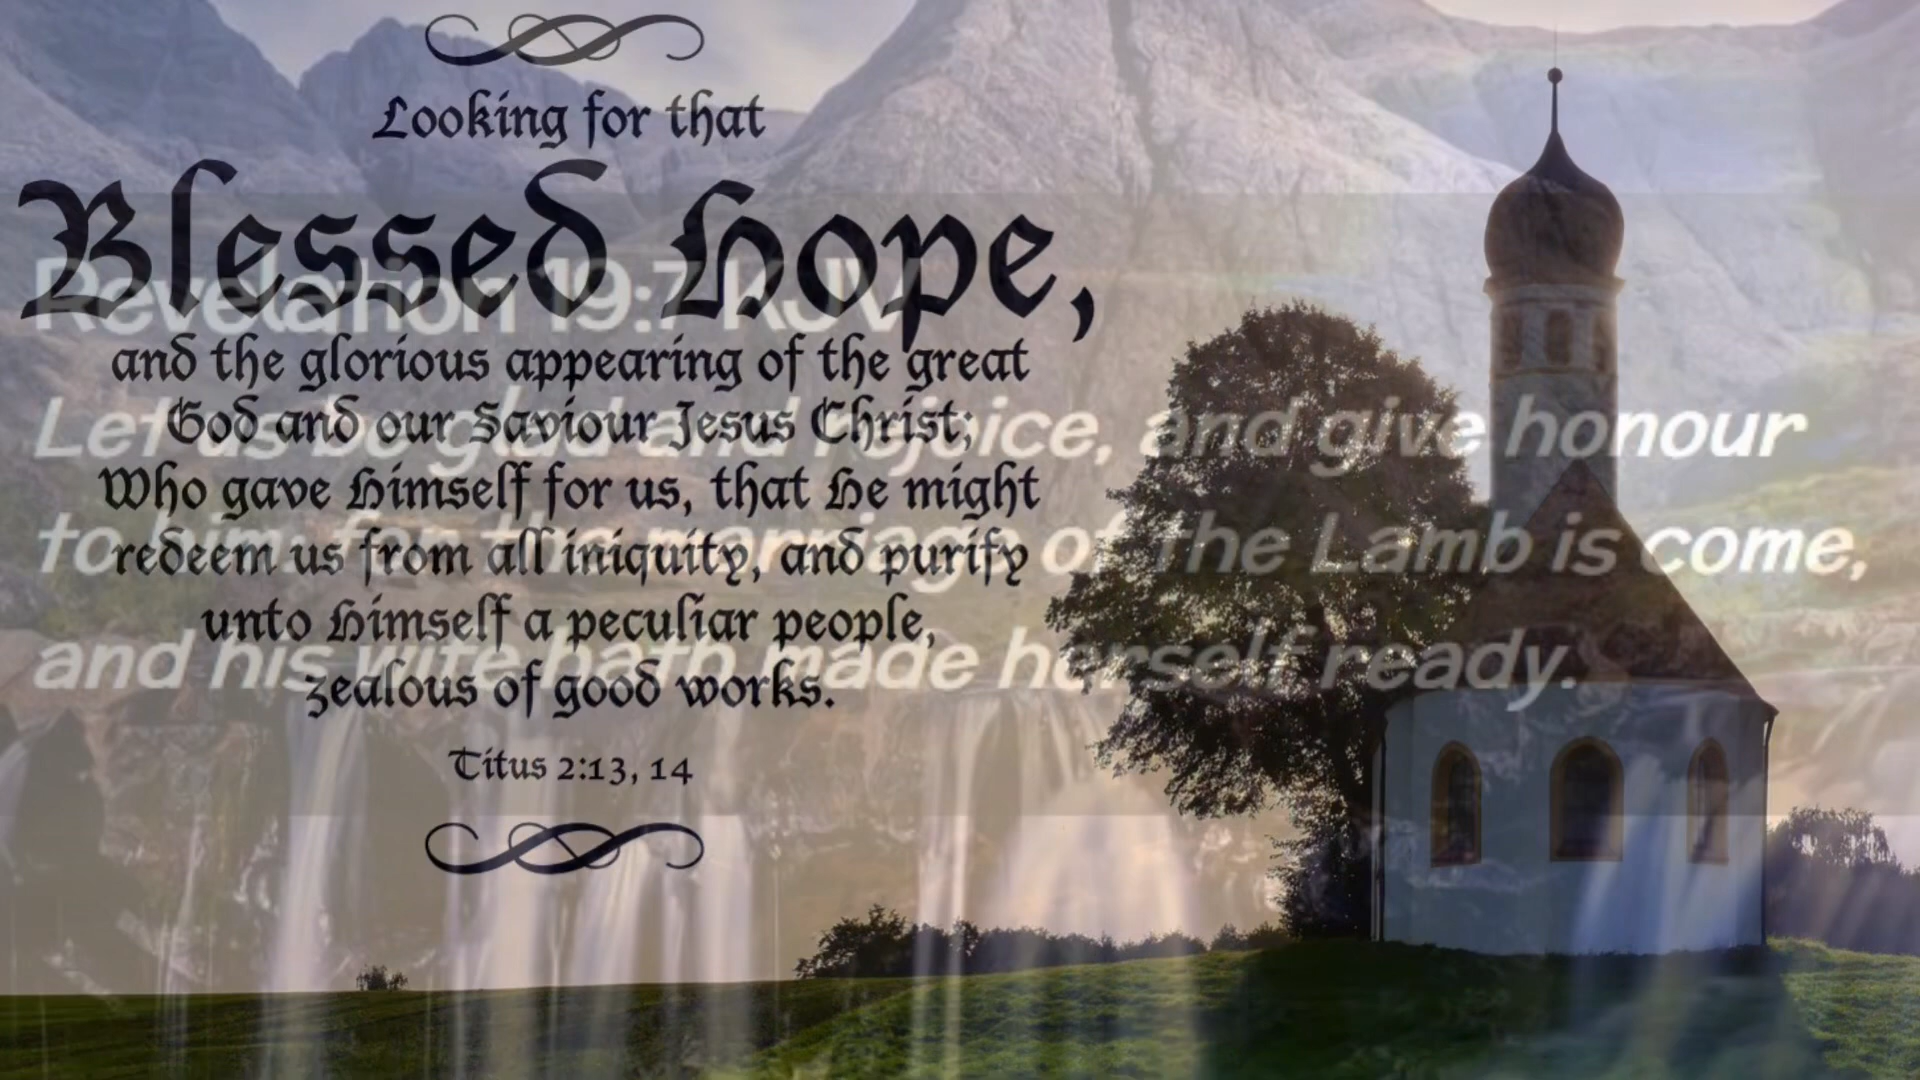 Looking for that
Blessed Hope,
and the glorious appearing of the great
God and our Saviour Jesus Christ;
Who gave Himself for us, that He might
redeem us from all iniquity, and purify
unto Himself a peculiar people,
zealous of good works.
Titus 2:13, 14
Revelation 19:7 KJV
Let us be glad and rejoice, and give honour
to him: for the marriage of the Lamb is come,
and his wife hath made herself ready.